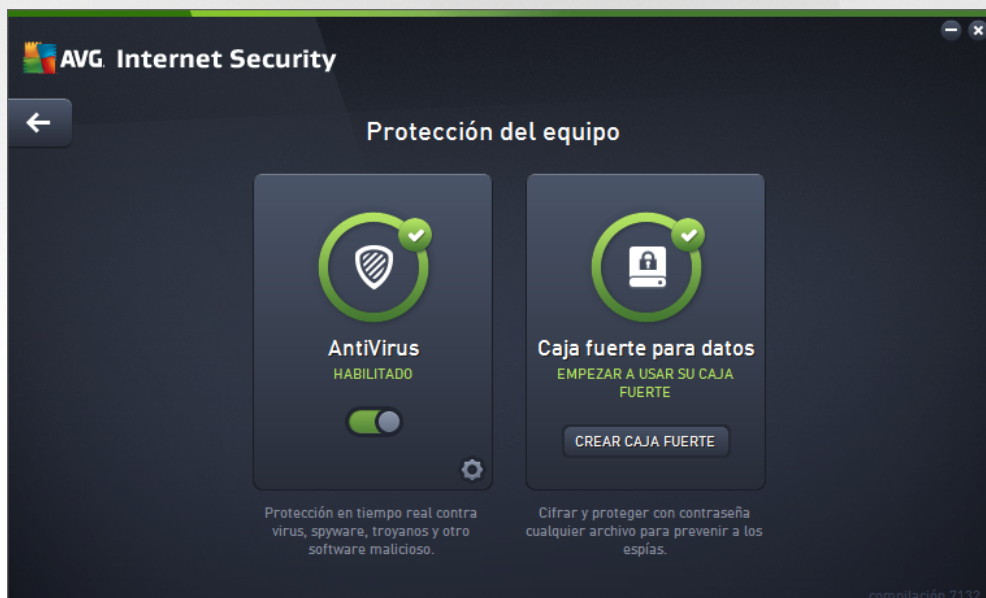 AVG. Internet Security
Protección del equipo
AntiVirus
HABILITADO
Protección en tiempo real contra
virus, spyware, troyanos y otro
software malicioso.
Caja fuerte para datos
EMPEZAR A USAR SU CAJA
FUERTE
CREAR CAJA FUERTE
Cifrar y proteger con contraseña
cualquier archivo para prevenir a los
espías.
compilación 7132